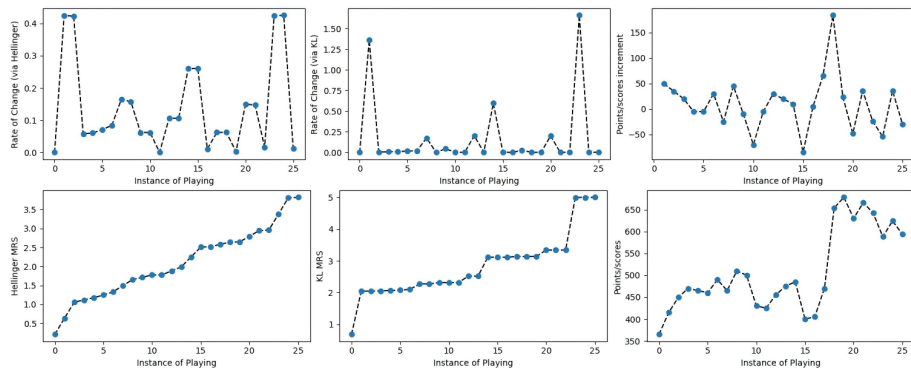 Rate of Change (via Hellinger)
0.4
0.3
0.2
0.1
0.0
0 5 10 15 20 25
Instance of Playing
Rate of Change (via KL)
1.50
1.25
1.00
0.75
0.50
0.25
0.00
0 5 10 15 20 25
Instance of Playing
Points/scores increment
150
100
50
0
−50
0 5 10 15 20 25
Instance of Playing
Hellinger MRS
3.5
3.0
2.5
2.0
1.5
1.0
0.5
0 5 10 15 20 25
Instance of Playing
KL MRS
5
4
3
2
1
0 5 10 15 20 25
Instance of Playing
Points/scores
650
600
550
500
450
400
350
0 5 10 15 20 25
Instance of Playing